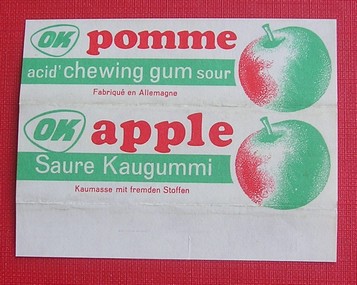 OK pomme
acid' chewing gum sour
Fabriqué en Allemagne
OK apple
Saure Kaugummi
Kaumasse mit fremden Stoffen